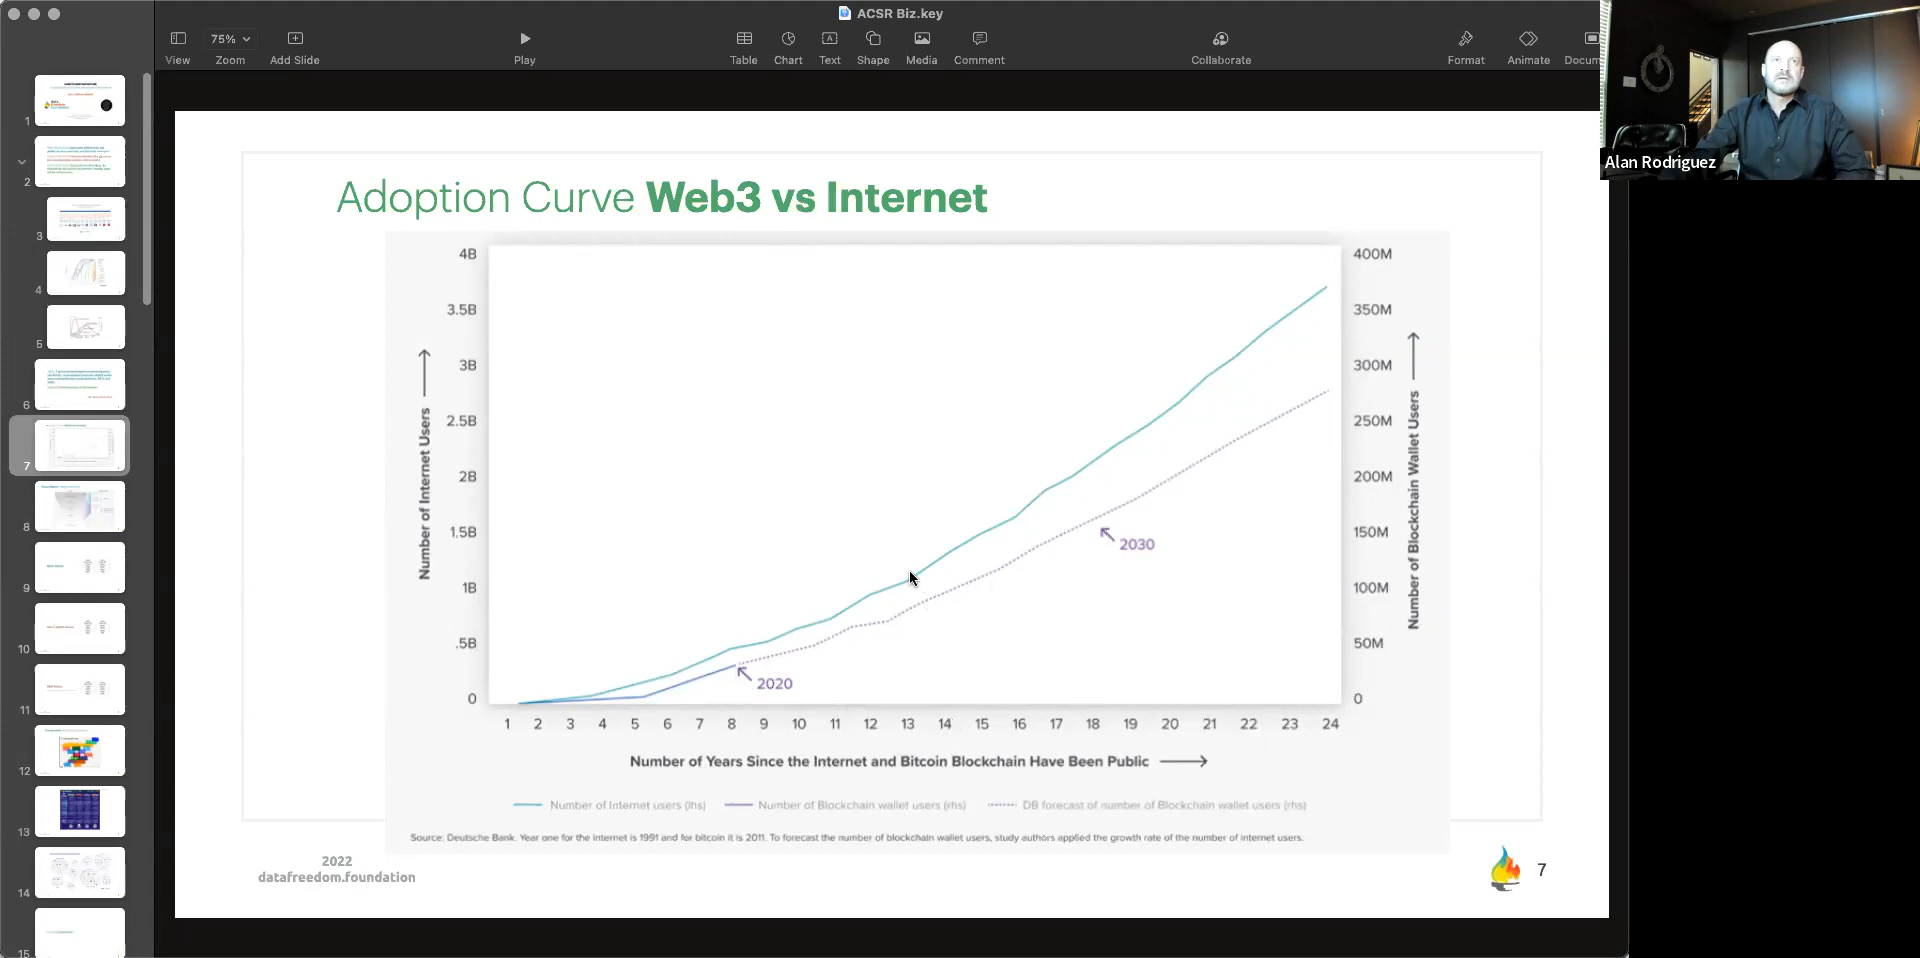 ACSR Biz.key
75%
View Zoom Add Slide Play Table Chart Text Shape Media Comment Collaborate Format Animate Docum
Alan Rodriguez
1
2
3
4
5
6
7
8
9
10
11
12
13
14
15
Adoption Curve Web3 vs Internet
Number of Internet Users
4B
3.5B
3B
2.5B
2B
1.5B
1B
.5B
0
400M
350M
300M
250M
200M
150M
100M
50M
0
Number of Blockchain Wallet Users
2030
2020
1 2 3 4 5 6 7 8 9 10 11 12 13 14 15 16 17 18 19 20 21 22 23 24
Number of Years Since the Internet and Bitcoin Blockchain Have Been Public
Number of Internet users (lhs) Number of Blockchain wallet users (rhs) DB forecast of number of Blockchain wallet users (rhs)
Source: Deutsche Bank. Year one for the internet is 1991 and for bitcoin it is 2011. To forecast the number of blockchain wallet users, study authors applied the growth rate of the number of internet users.
2022
datafreedom.foundation
7